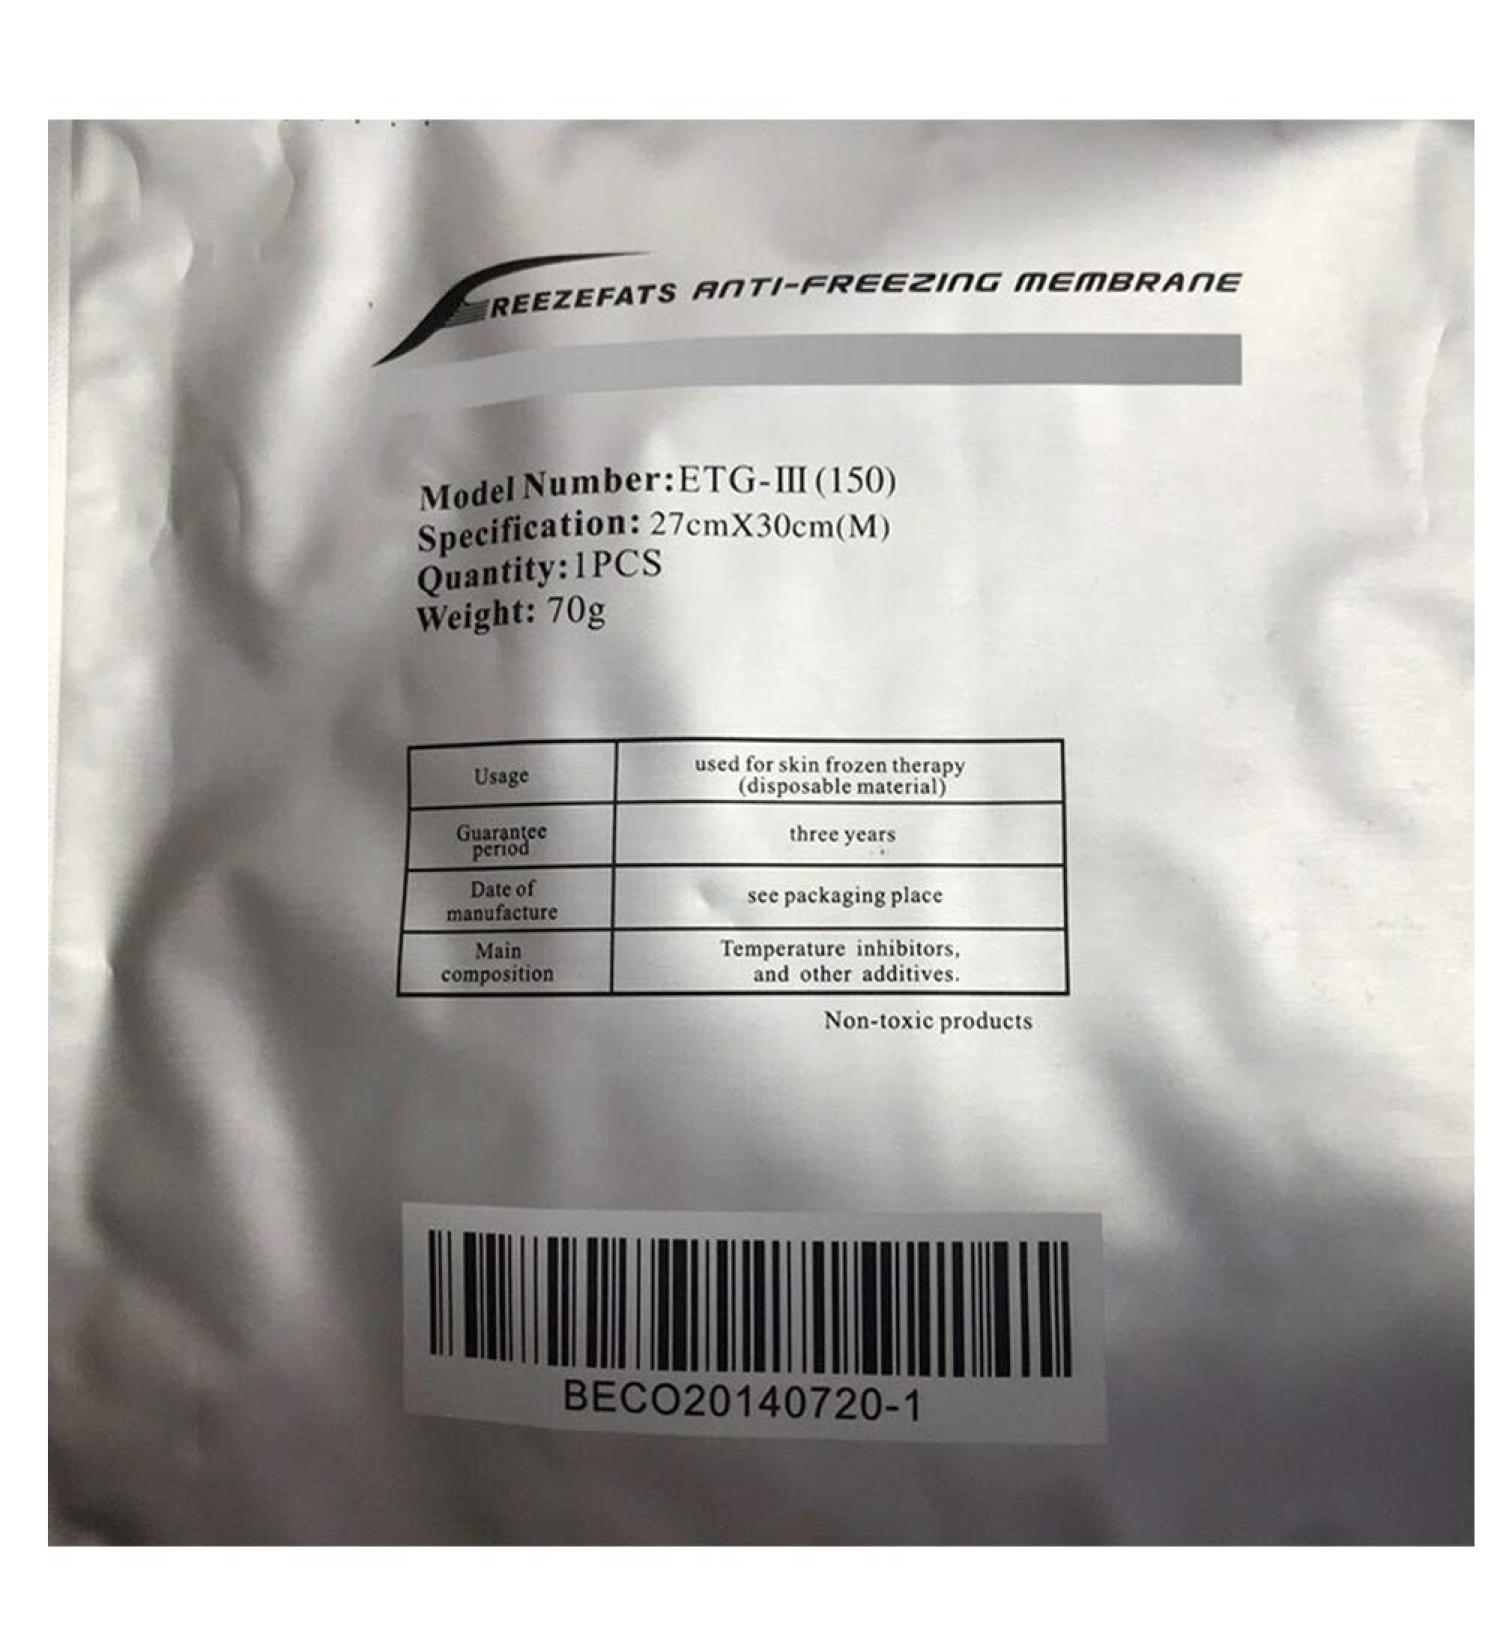 FREEZEFATS ANTI-FREEZING MEMBRANE
Model Number:ETG-III(150)
Specification: 27cmX30cm(M)
Quantity:1PCS
Weight: 70g
Usage
used for skin frozen therapy
(disposable material)
Guarantee
period
three years
Date of
manufacture
see packaging place
Main
composition
Temperature inhibitors,
and other additives.
Non-toxic products
BECO20140720-1